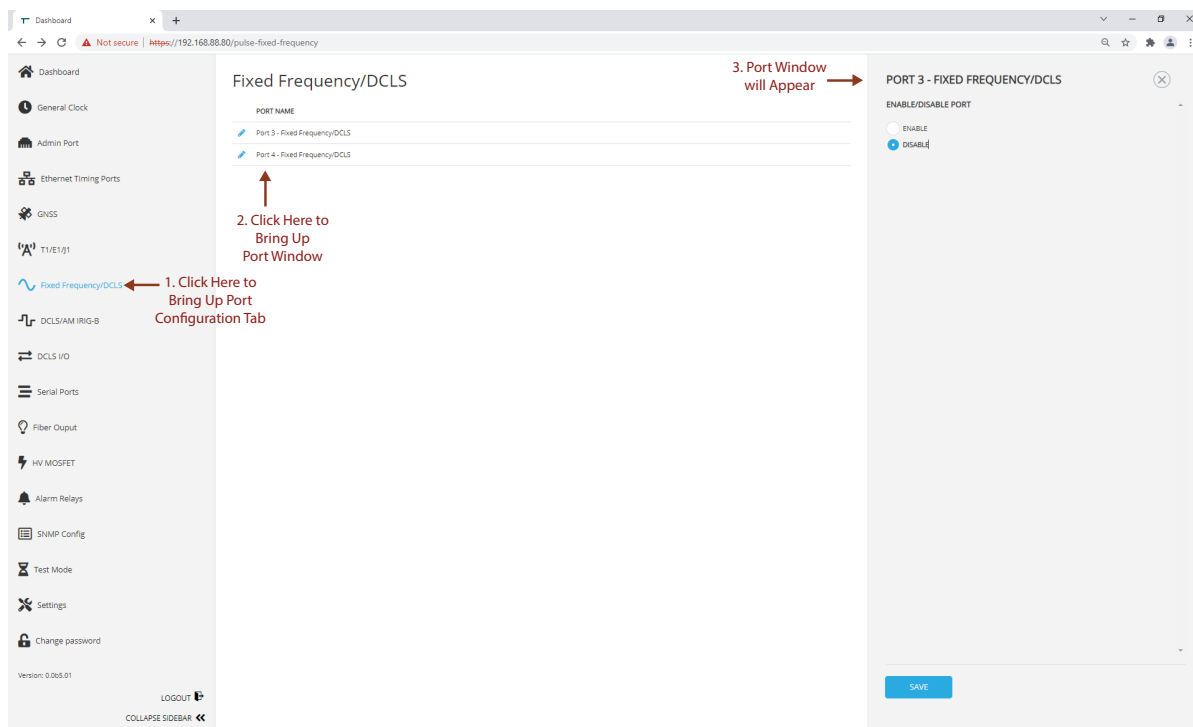 Dashboard
Not secure | https://192.168.88.80/pulse-fixed-frequency
Dashboard
General Clock
Admin Port
Ethernet Timing Ports
GNSS
T1/E1/J1
Fixed Frequency/DCLS
DCLS/AM IRIG-B
DCLS I/O
Serial Ports
Fiber Ouput
HV MOSFET
Alarm Relays
SNMP Config
Test Mode
Settings
Change password
Version: 0.0b5.01
LOGOUT
COLLAPSE SIDEBAR
1. Click Here to
Bring Up Port
Configuration Tab
Fixed Frequency/DCLS
PORT NAME
Port 3 - Fixed Frequency/DCLS
Port 4 - Fixed Frequency/DCLS
2. Click Here to
Bring Up
Port Window
3. Port Window
will Appear
PORT 3 - FIXED FREQUENCY/DCLS
ENABLE/DISABLE PORT
ENABLE
DISABLE
SAVE